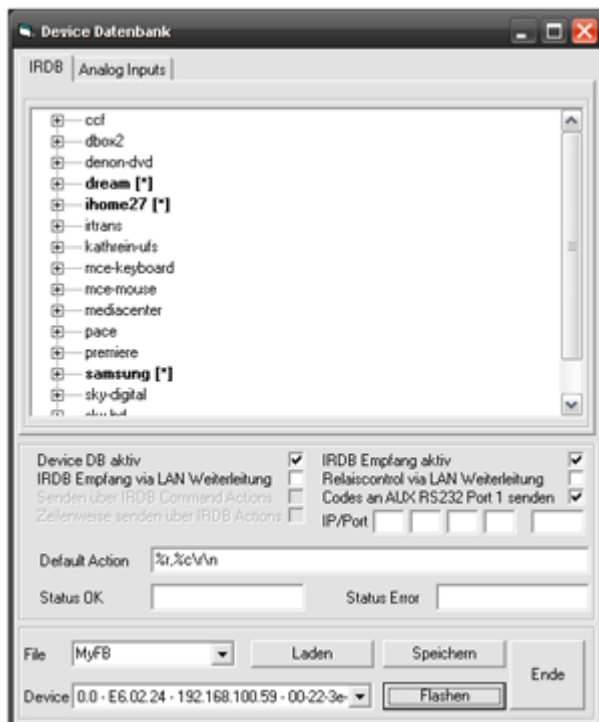 Device Datenbank
IRDB Analog Inputs
ccf
dbox2
denon-dvd
dream [*]
ihome27 [*]
irtrans
kathrein-ufs
mce-keyboard
mce-mouse
mediacenter
pace
premiere
samsung [*]
sky-digital
sky-hd
Device DB aktiv
IRDB Empfang aktiv
IRDB Empfang via LAN Weiterleitung
Relaiscontrol via LAN Weiterleitung
Senden über IRDB Command Actions
Codes an AUX RS232 Port 1 senden
Zeilenweise senden über IRDB Actions
IP/Port
Default Action %r,%c\r\n
Status OK
Status Error
File MyFB Laden Speichern
Ende
Device 0.0 - E6.02.24 - 192.168.100.59 - 00-22-3e- Flashen